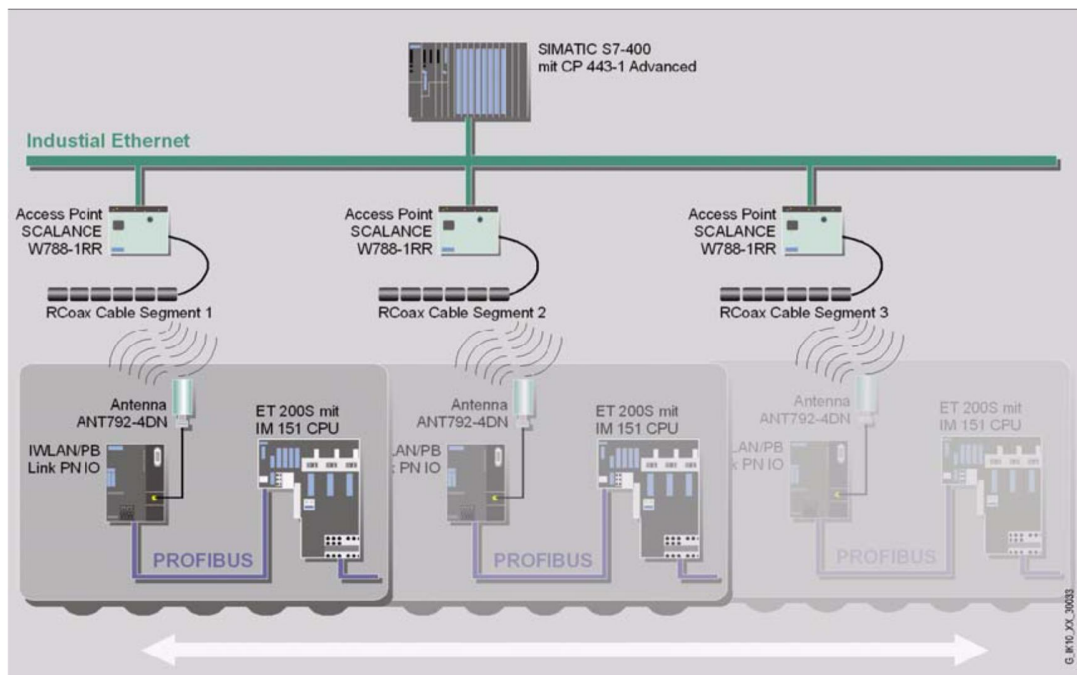 SIMATIC S7-400
mit CP 443-1 Advanced
Industial Ethernet
Access Point
SCALANCE
W788-1RR
Access Point
SCALANCE
W788-1RR
Access Point
SCALANCE
W788-1RR
RCoax Cable Segment 1
RCoax Cable Segment 2
RCoax Cable Segment 3
Antenna
ANT792-4DN
ET 200S mit
IM 151 CPU
IWLAN/PB
Link PN IO
PROFIBUS
Antenna
ANT792-4DN
ET 200S mit
IM 151 CPU
LAN/PB
k PN IO
PROFIBUS
Antenna
ANT792-4DN
ET 200S mit
IM 151 CPU
LAN/PB
k PN IO
PROFIBUS
G_IK10_XX_30033